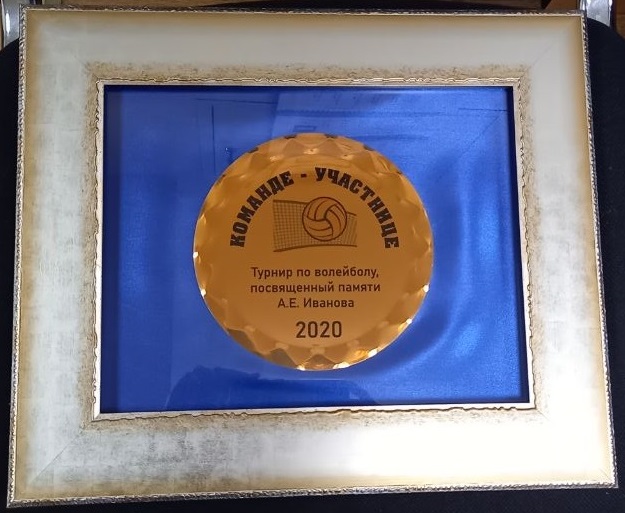 КОМАНДЕ - УЧАСТНИЦЕ
Турнир по волейболу,
посвященный памяти
А.Е. Иванова
2020